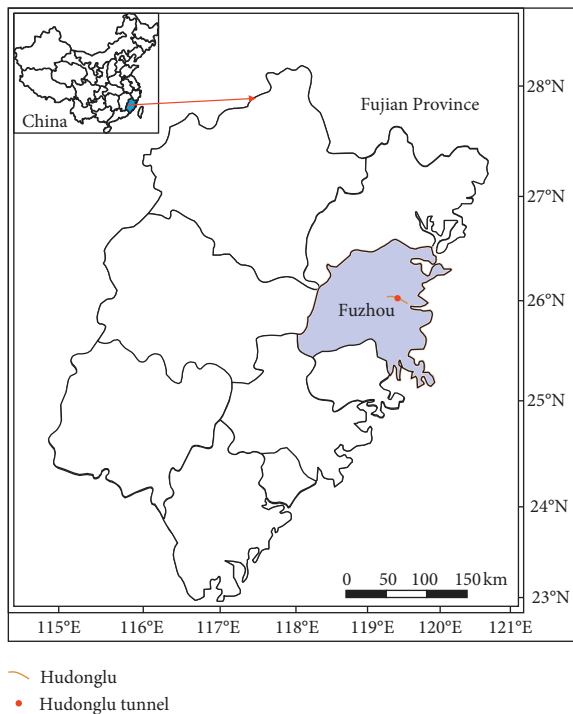 China
Fujian Province
Fuzhou
28°N
27°N
26°N
25°N
24°N
23°N
0 50 100 150 km
115°E 116°E 117°E 118°E 119°E 120°E 121°E
Hudonglu
Hudonglu tunnel